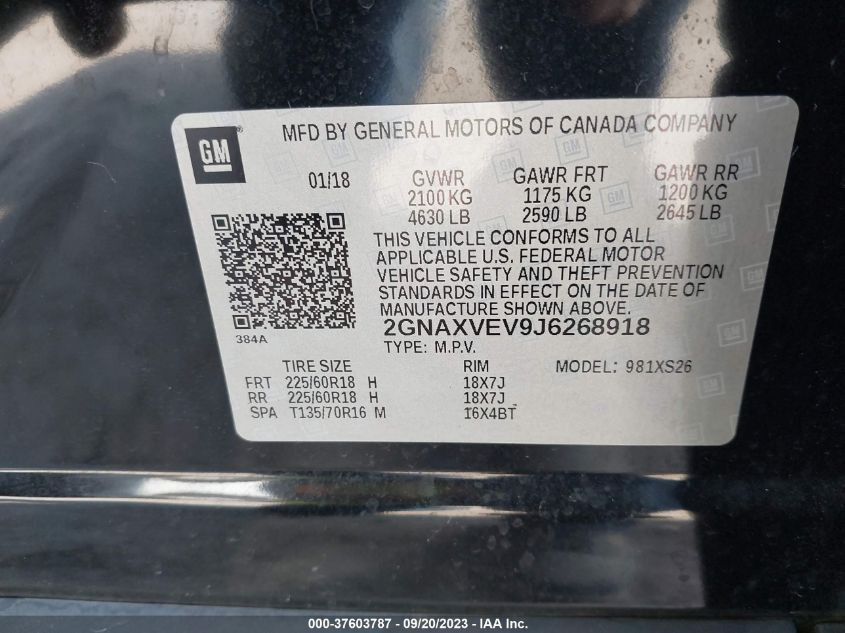 GM
MFD BY GENERAL MOTORS OF CANADA COMPANY
01/18 GVWR GAWR FRT GAWR RR
2100 KG 1175 KG 1200 KG
4630 LB 2590 LB 2645 LB
THIS VEHICLE CONFORMS TO ALL
APPLICABLE U.S. FEDERAL MOTOR
VEHICLE SAFETY AND THEFT PREVENTION
STANDARDS IN EFFECT ON THE DATE OF
MANUFACTURE SHOWN ABOVE.
384A
2GNAXVEV9J6268918
TYPE: M.P.V.
TIRE SIZE RIM MODEL: 981XS26
FRT 225/60R18 H 18X7J
RR 225/60R18 H 18X7J
SPA T135/70R16 M 16X4BT
000-37603787 - 09/20/2023 - IAA Inc.